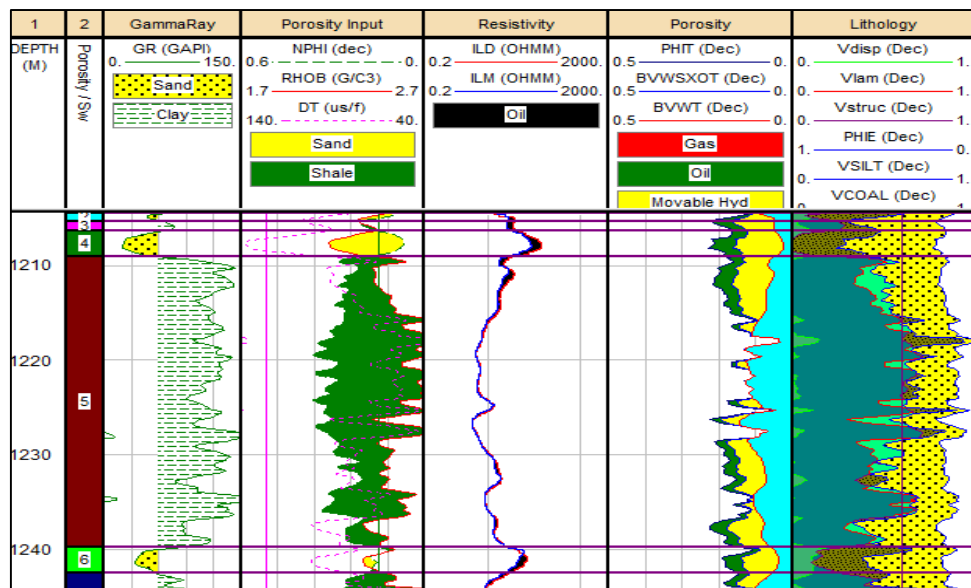 1 2 GammaRay Porosity Input Resistivity Porosity Lithology
DEPTH
(M)
Porosity / Sw
GR (GAPI)
0. 150.
Sand
Clay
NPHI (dec)
0.6 0.
RHOB (G/C3)
1.7 2.7
DT (us/f)
140. 40.
Sand
Shale
ILD (OHMM)
0.2 2000.
ILM (OHMM)
0.2 2000.
Oil
PHIT (Dec)
0.5 0.
BVWSXOT (Dec)
0.5 0.
BVWT (Dec)
0.5 0.
Gas
Oil
Movable Hyd
Vdisp (Dec)
0. 1.
Vlam (Dec)
0. 1.
Vstruc (Dec)
0. 1.
PHIE (Dec)
1. 0.
VSILT (Dec)
0. 1.
VCOAL (Dec)
0. 1.
3
4
1210
1220
5
1230
1240
6